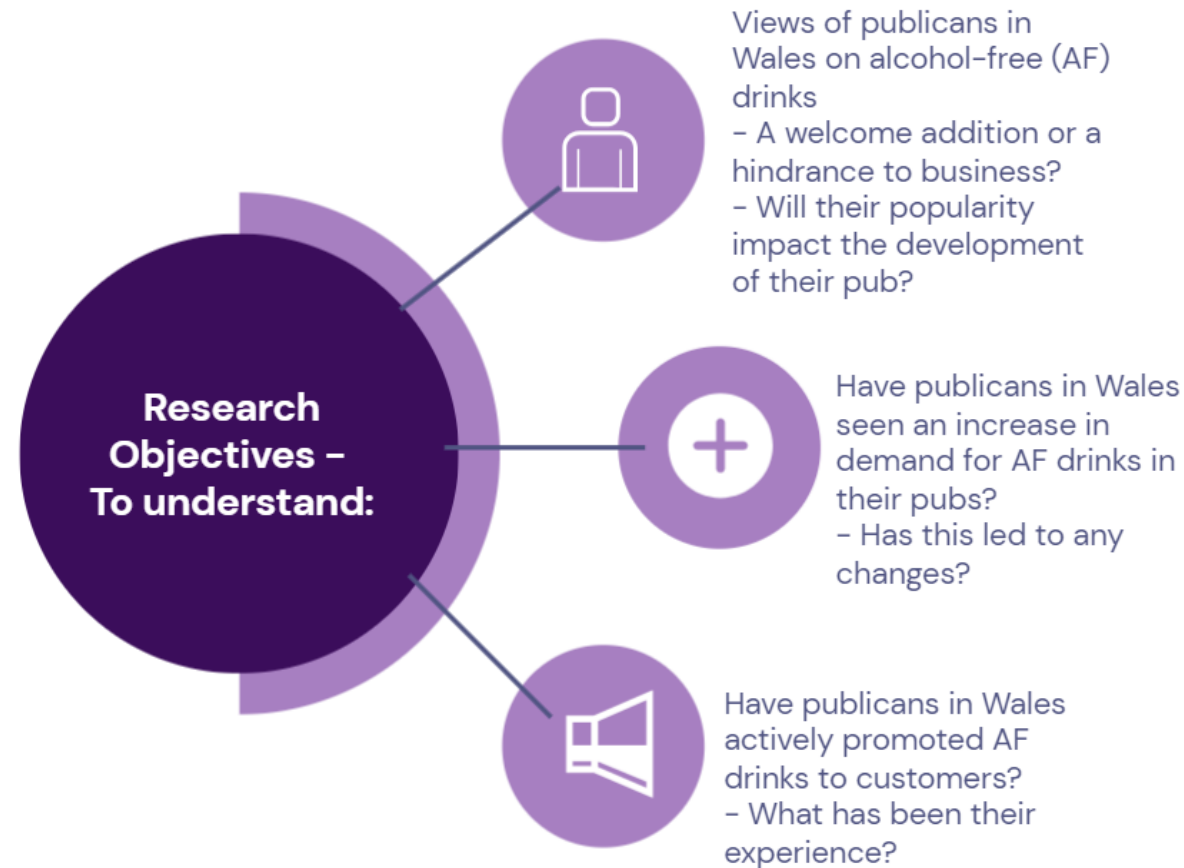 Research
Objectives -
To understand:
Views of publicans in
Wales on alcohol-free (AF)
drinks
- A welcome addition or a
hindrance to business?
- Will their popularity
impact the development
of their pub?
Have publicans in Wales
seen an increase in
demand for AF drinks in
their pubs?
- Has this led to any
changes?
Have publicans in Wales
actively promoted AF
drinks to customers?
- What has been their
experience?